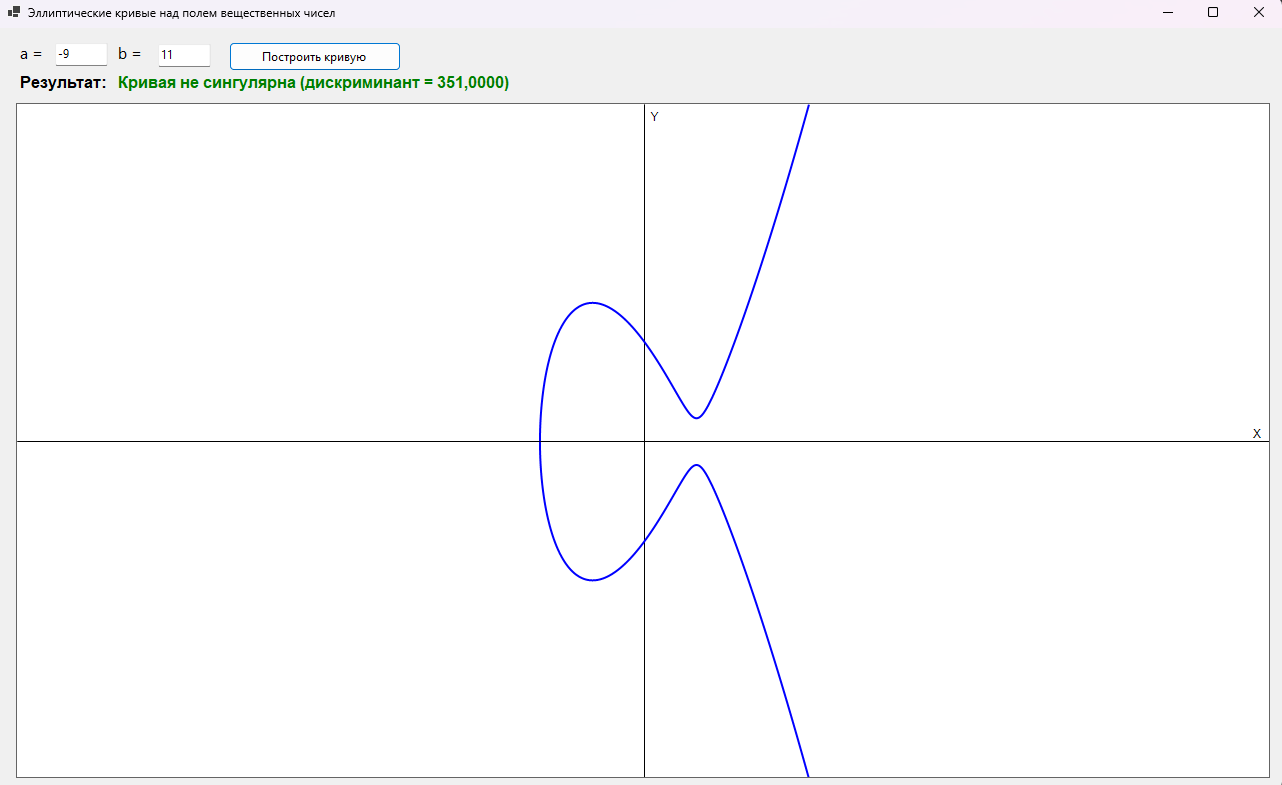 Эллиптические кривые над полем вещественных чисел
a = -9 b = 11 Построить кривую
Результат: Кривая не сингулярна (дискриминант = 351,0000)
Y
X